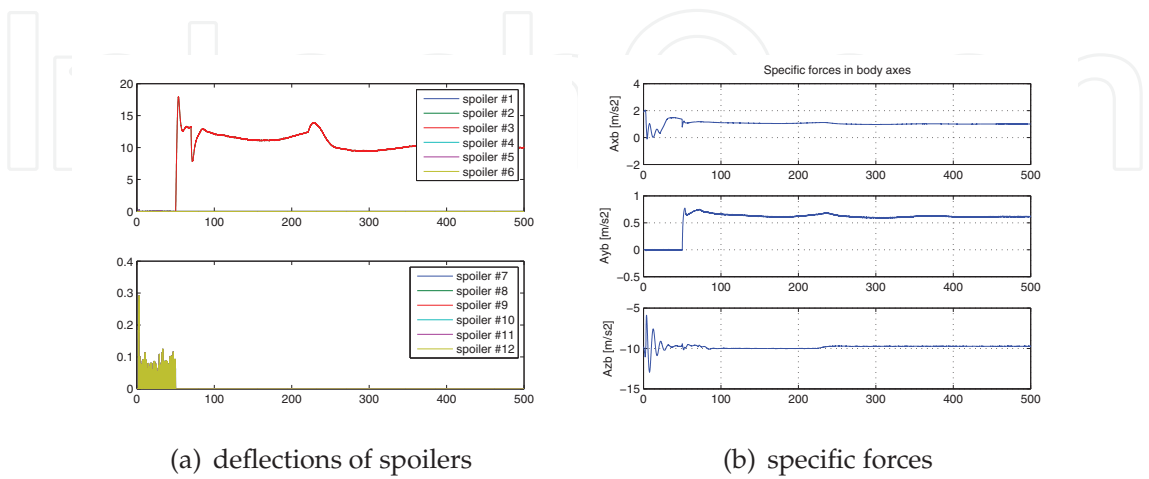 20
15
10
5
0
0 100 200 300 400 500
spoiler #1
spoiler #2
spoiler #3
spoiler #4
spoiler #5
spoiler #6
0.4
0.3
0.2
0.1
0
0 100 200 300 400 500
spoiler #7
spoiler #8
spoiler #9
spoiler #10
spoiler #11
spoiler #12
(a) deflections of spoilers
Specific forces in body axes
Axb [m/s2]
4
2
0
−2
0 100 200 300 400 500
Ayb [m/s2]
1
0.5
0
−0.5
0 100 200 300 400 500
Azb [m/s2]
−5
−10
−15
0 100 200 300 400 500
(b) specific forces